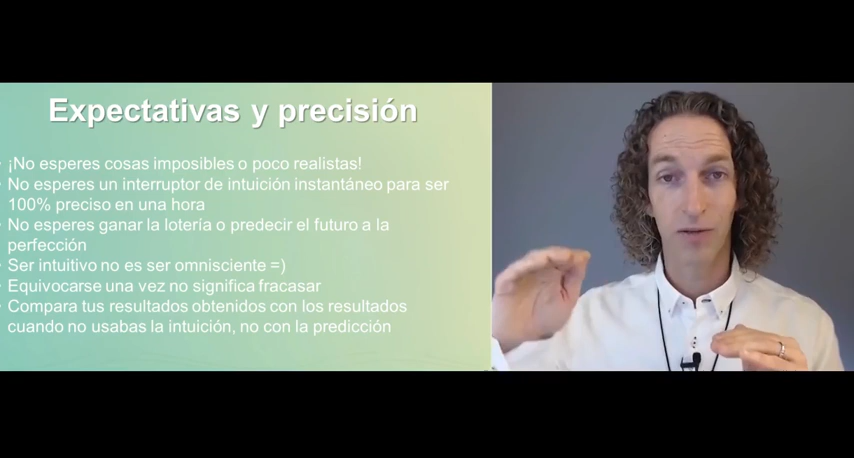 Expectativas y precisión
¡No esperes cosas imposibles o poco realistas!
No esperes un interruptor de intuición instantáneo para ser
100% preciso en una hora
No esperes ganar la lotería o predecir el futuro a la
perfección
Ser intuitivo no es ser omnisciente =)
Equivocarse una vez no significa fracasar
Compara tus resultados obtenidos con los resultados
cuando no usabas la intuición, no con la predicción